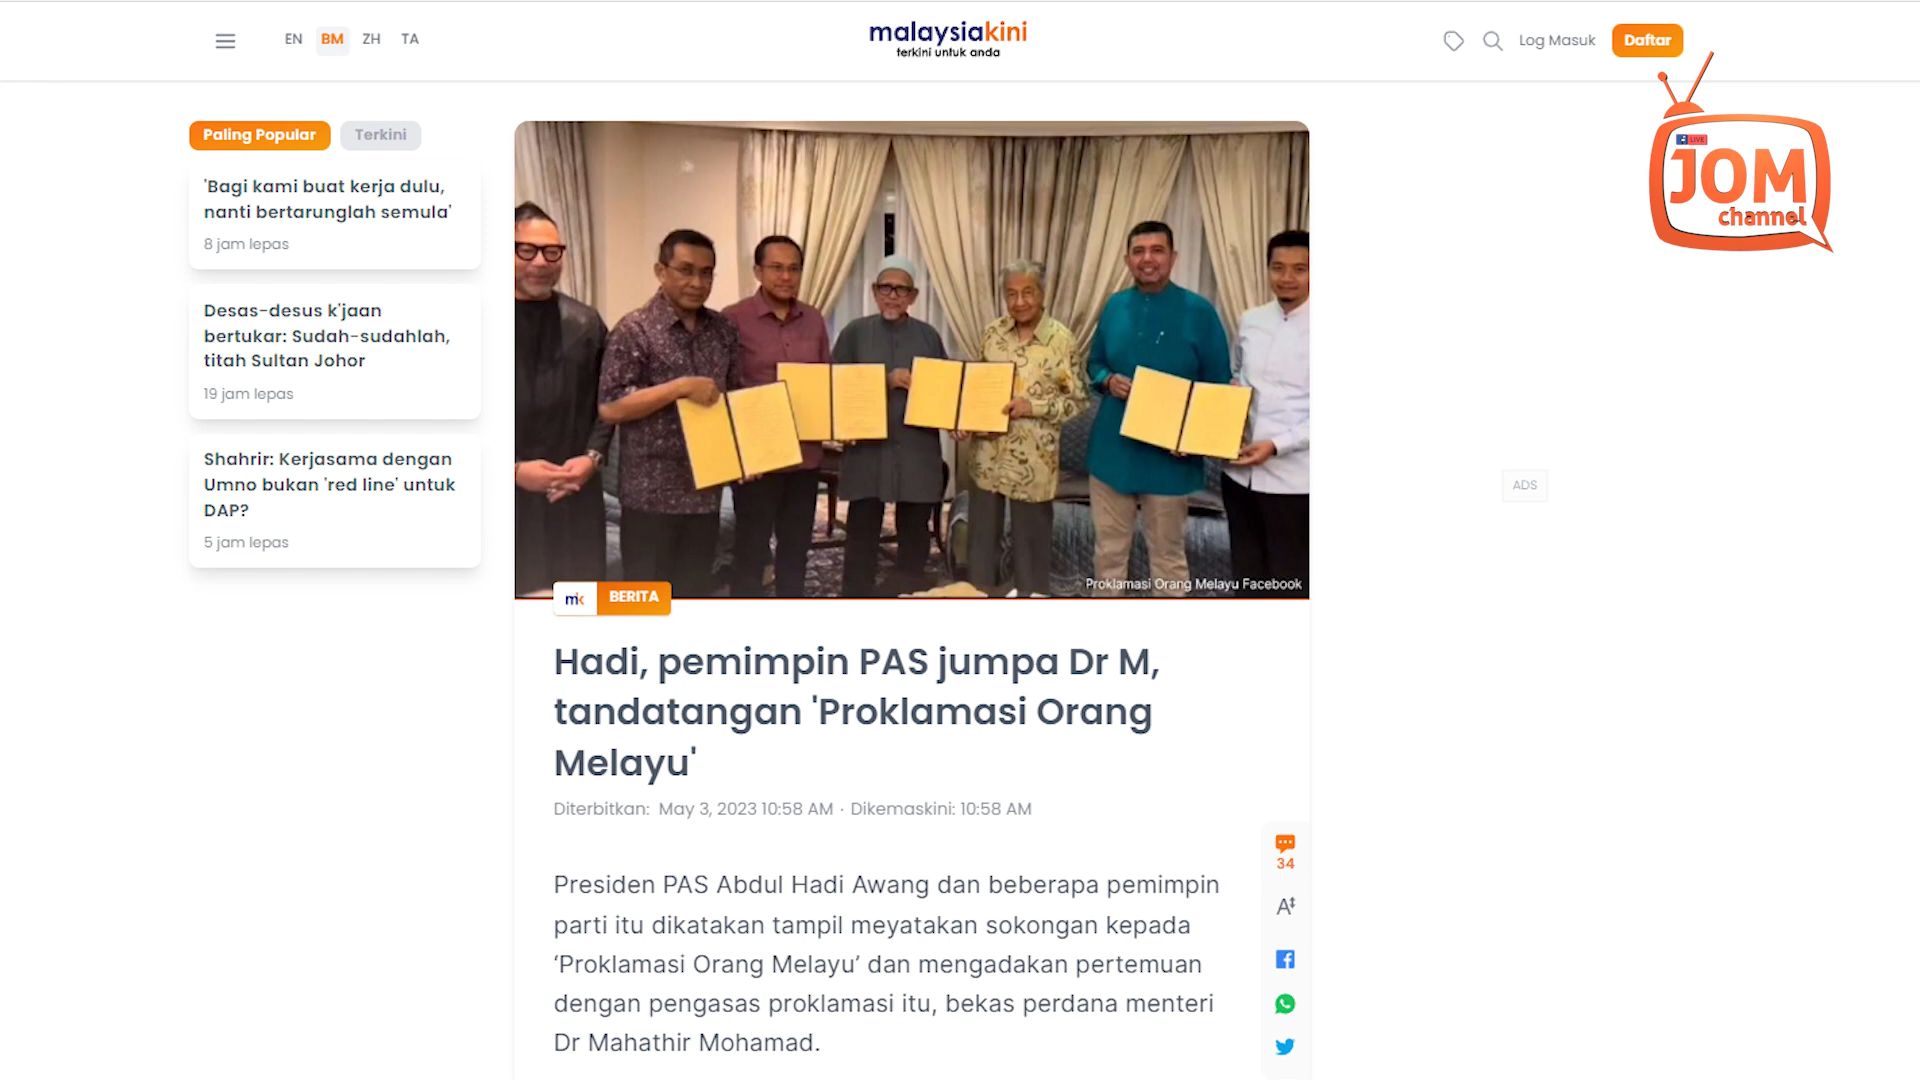 EN BM ZH TA
malaysiakini
terkini untuk anda
Log Masuk
Daftar
LIVE
JOM
channel
Paling Popular
Terkini
'Bagi kami buat kerja dulu,
nanti bertarunglah semula'
8 jam lepas
Desas-desus k'jaan
bertukar: Sudah-sudahlah,
titah Sultan Johor
19 jam lepas
Shahrir: Kerjasama dengan
Umno bukan 'red line' untuk
DAP?
5 jam lepas
Proklamasi Orang Melayu Facebook
ADS
mk BERITA
Hadi, pemimpin PAS jumpa Dr M,
tandatangan 'Proklamasi Orang
Melayu'
Diterbitkan: May 3, 2023 10:58 AM · Dikemaskini: 10:58 AM
Presiden PAS Abdul Hadi Awang dan beberapa pemimpin
parti itu dikatakan tampil meyatakan sokongan kepada
‘Proklamasi Orang Melayu’ dan mengadakan pertemuan
dengan pengasas proklamasi itu, bekas perdana menteri
Dr Mahathir Mohamad.
34
A